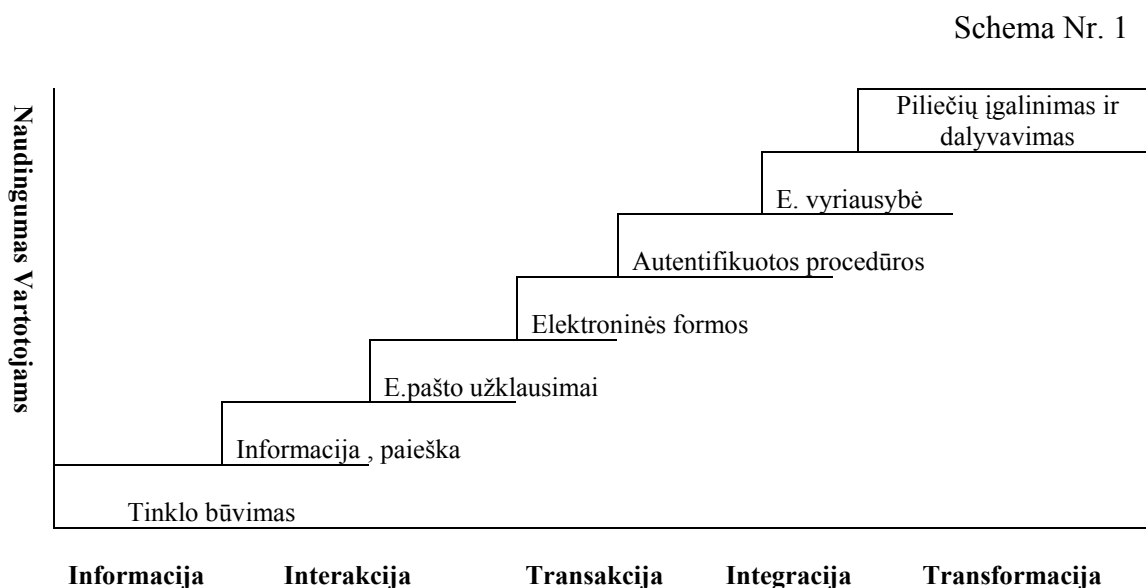 Schema Nr. 1
Naudingumas Vartotojams
Piliečių įgalinimas ir
dalyvavimas
E. vyriausybė
Autentifikuotos procedūros
Elektroninės formos
E.pašto užklausimai
Informacija , paieška
Tinklo būvimas
Informacija Interakcija Transakcija Integracija Transformacija